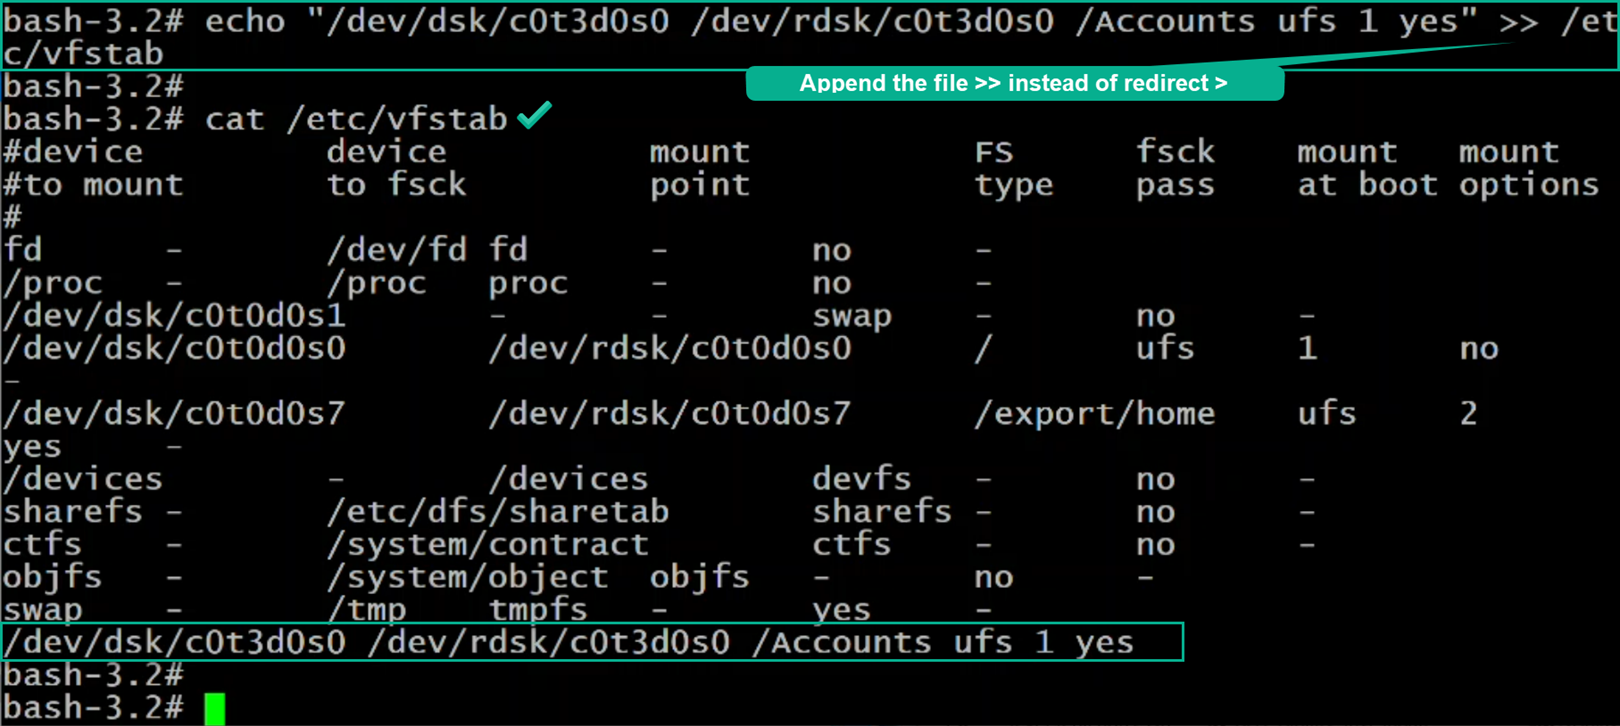 bash-3.2# echo "/dev/dsk/c0t3d0s0 /dev/rdsk/c0t3d0s0 /Accounts ufs 1 yes" >> /et
c/vfstab
Append the file >> instead of redirect >
bash-3.2#
bash-3.2# cat /etc/vfstab
#device device mount FS fsck mount mount
#to mount to fsck point type pass at boot options
#
fd - /dev/fd fd - no -
/proc - /proc proc - no -
/dev/dsk/c0t0d0s1 - - swap - no -
/dev/dsk/c0t0d0s0 /dev/rdsk/c0t0d0s0 / ufs 1 no
-
/dev/dsk/c0t0d0s7 /dev/rdsk/c0t0d0s7 /export/home ufs 2
yes -
/devices - /devices devfs - no -
sharefs - /etc/dfs/sharetab sharefs - no -
ctfs - /system/contract ctfs - no -
objfs - /system/object objfs - no -
swap - /tmp tmpfs - yes -
/dev/dsk/c0t3d0s0 /dev/rdsk/c0t3d0s0 /Accounts ufs 1 yes
bash-3.2#
bash-3.2#